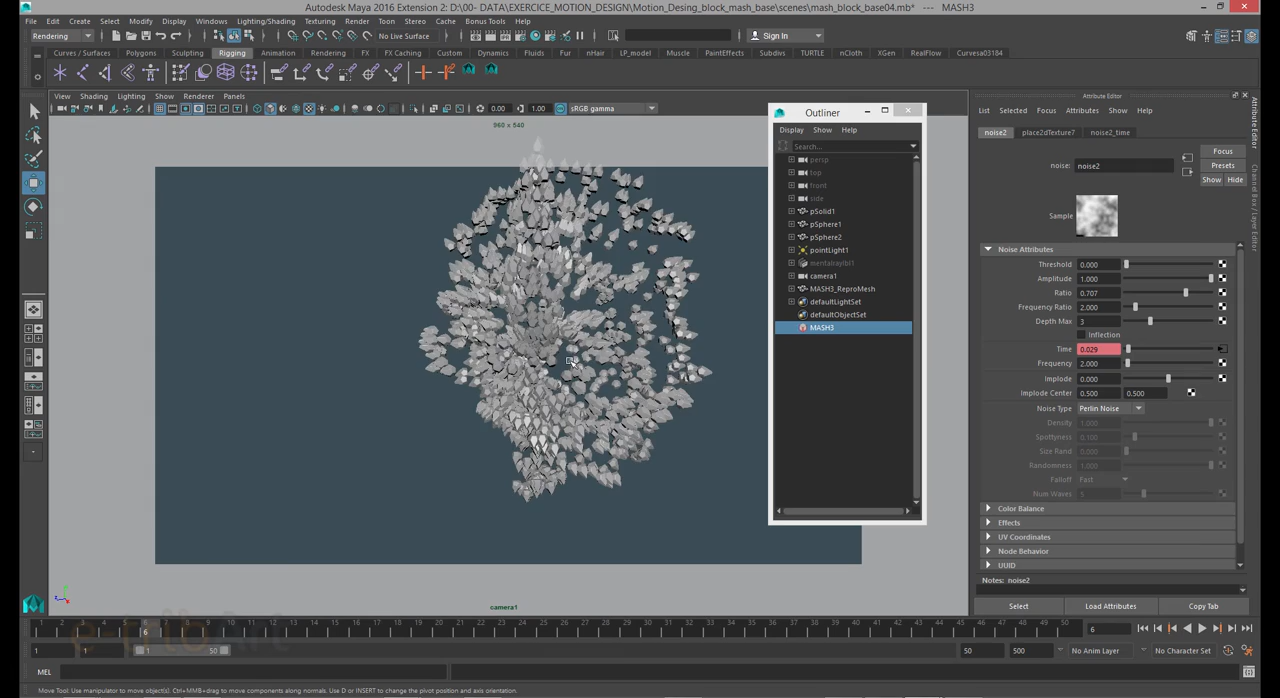 Autodesk Maya 2016 Extension 2: D:\00- DATA\EXERCICE_MOTION_DESIGN\Motion_Desing_block_mash_base\scenes\mash_block_base04.mb* --- MASH3
File Edit Create Select Modify Display Windows Lighting/Shading Texturing Render Toon Stereo Cache Bonus Tools Help
Rendering No Live Surface Sign In
Curves / Surfaces Polygons Sculpting Rigging Animation Rendering FX FX Caching Custom Dynamics Fluids Fur nHair LP_model Muscle PaintEffects Subdivs TURTLE nCloth XGen RealFlow Curvesa03184
View Shading Lighting Show Renderer Panels
0.00 1.00 sRGB gamma
960 x 540
camera1
Outliner
Display Show Help
Search...
persp
top
front
side
pSolid1
pSphere1
pSphere2
pointLight1
mentalrayIbl1
camera1
MASH3_ReproMesh
defaultLightSet
defaultObjectSet
MASH3
Attribute Editor
List Selected Focus Attributes Show Help
noise2 place2dTexture7 noise2_time
Focus
noise: noise2 Presets
Show Hide
Sample
Noise Attributes
Threshold 0.000
Amplitude 1.000
Ratio 0.707
Frequency Ratio 2.000
Depth Max 3
Inflection
Time 0.029
Frequency 2.000
Implode 0.000
Implode Center 0.500 0.500
Noise Type Perlin Noise
Density 1.000
Spottyness 0.100
Size Rand 0.000
Randomness 1.000
Falloff Fast
Num Waves 5
Color Balance
Effects
UV Coordinates
Node Behavior
UUID
Notes: noise2
Select Load Attributes Copy Tab
Attribute Editor
Channel Box / Layer Editor
1 2 3 4 5 6 7 8 9 10 11 12 13 14 15 16 17 18 19 20 21 22 23 24 25 26 27 28 29 30 31 32 33 34 35 36 37 38 39 40 41 42 43 44 45 46 47 48 49 50
6 6
1 1 1 50 50 500 No Anim Layer No Character Set
MEL
Move Tool: Use manipulator to move object(s). Ctrl+MMB+drag to move components along normals. Use D or INSERT to change the pivot position and axis orientation.